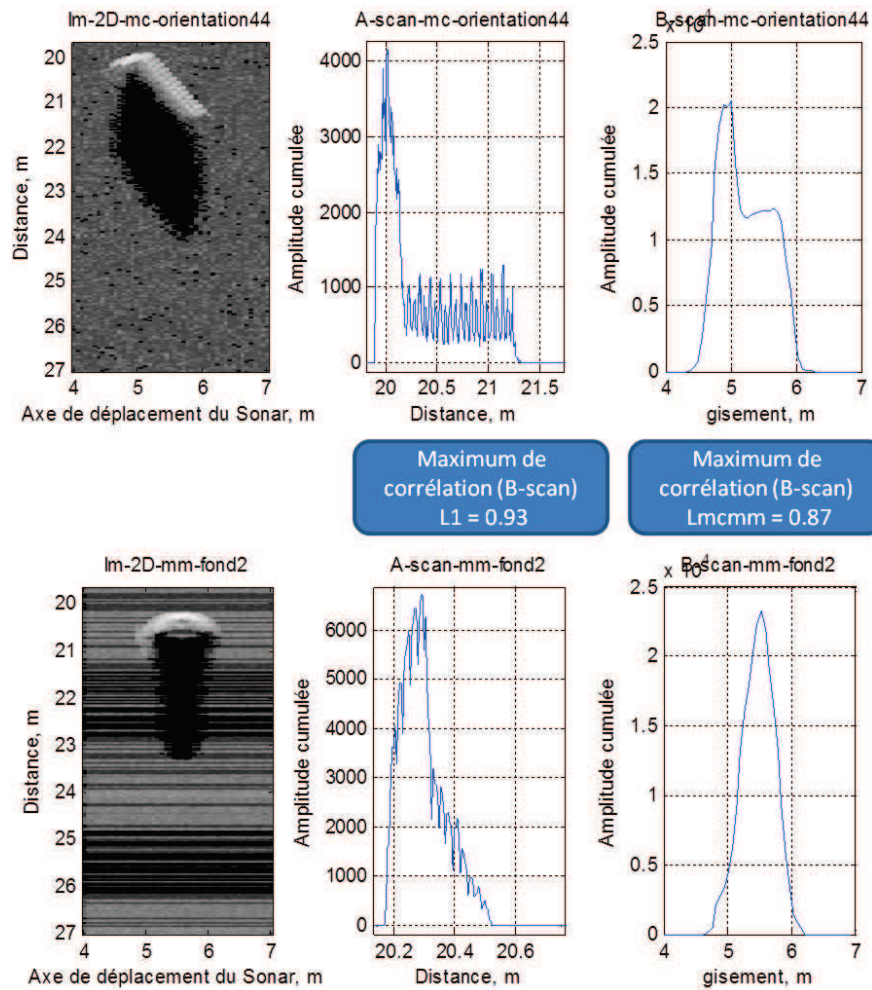 Im-2D-mc-orientation44
A-scan-mc-orientation44
B-scan-mc-orientation44
x 10^4
Distance, m
20
21
22
23
24
25
26
27
4 5 6 7
Axe de déplacement du Sonar, m
Amplitude cumulée
4000
3000
2000
1000
0
20 20.5 21 21.5
Distance, m
Amplitude cumulée
2.5
2
1.5
1
0.5
0
4 5 6 7
gisement, m
Maximum de
corrélation (B-scan)
L1 = 0.93
Maximum de
corrélation (B-scan)
Lmcmm = 0.87
Im-2D-mm-fond2
A-scan-mm-fond2
B-scan-mm-fond2
x 10^4
Distance, m
20
21
22
23
24
25
26
27
4 5 6 7
Axe de déplacement du Sonar, m
Amplitude cumulée
6000
5000
4000
3000
2000
1000
0
20.2 20.4 20.6
Distance, m
Amplitude cumulée
2.5
2
1.5
1
0.5
0
4 5 6 7
gisement, m